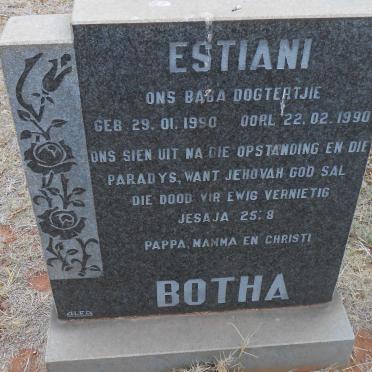 ESTIANI
ONS BABA DOGTERTJIE
GEB. 29.01.1990 OORL. 22.02.1990
ONS SIEN UIT NA DIE OPSTANDING EN DIE
PARADYS, WANT JEHOVAH GOD SAL
DIE DOOD VIR EWIG VERNIETIG
JESAJA 25:8
PAPPA, MAMMA EN CHRISTI
BOTHA